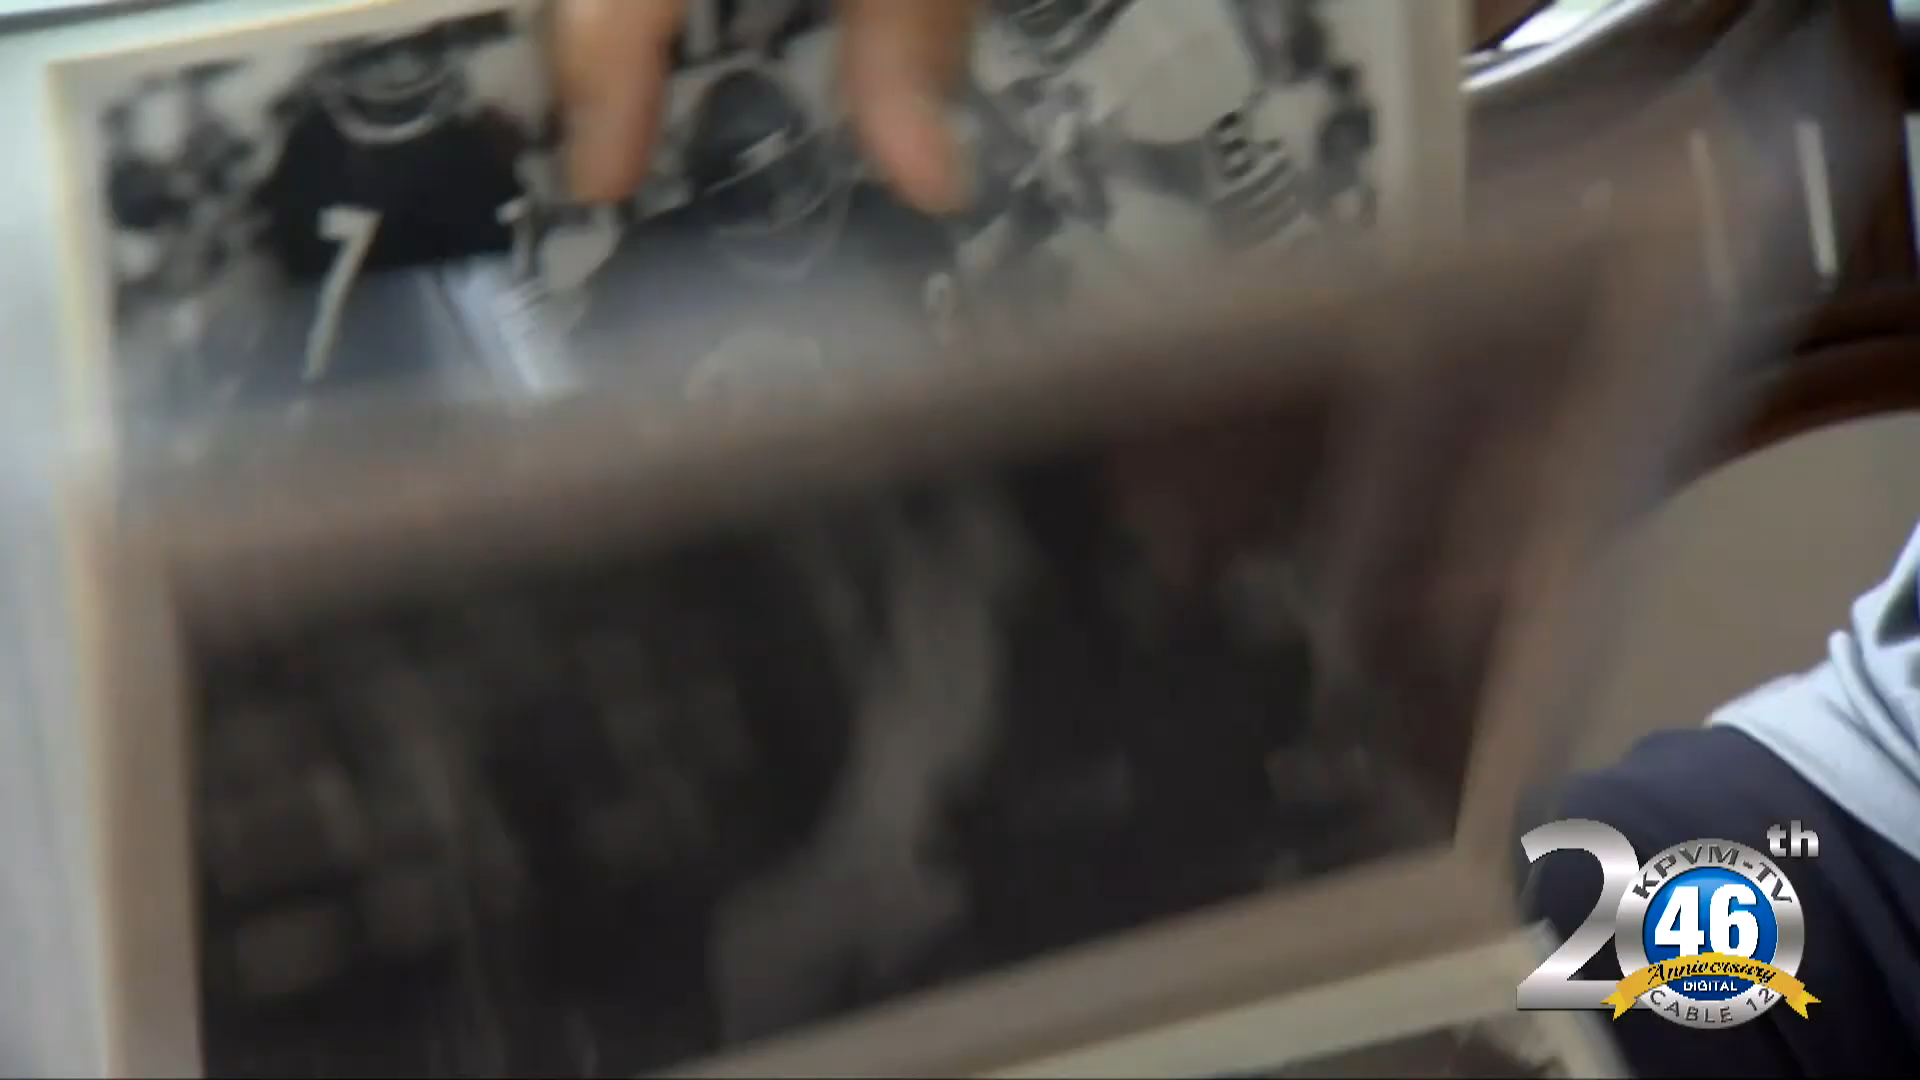 7
20th
KPVM-TV
46
Anniversary
DIGITAL
CABLE 12